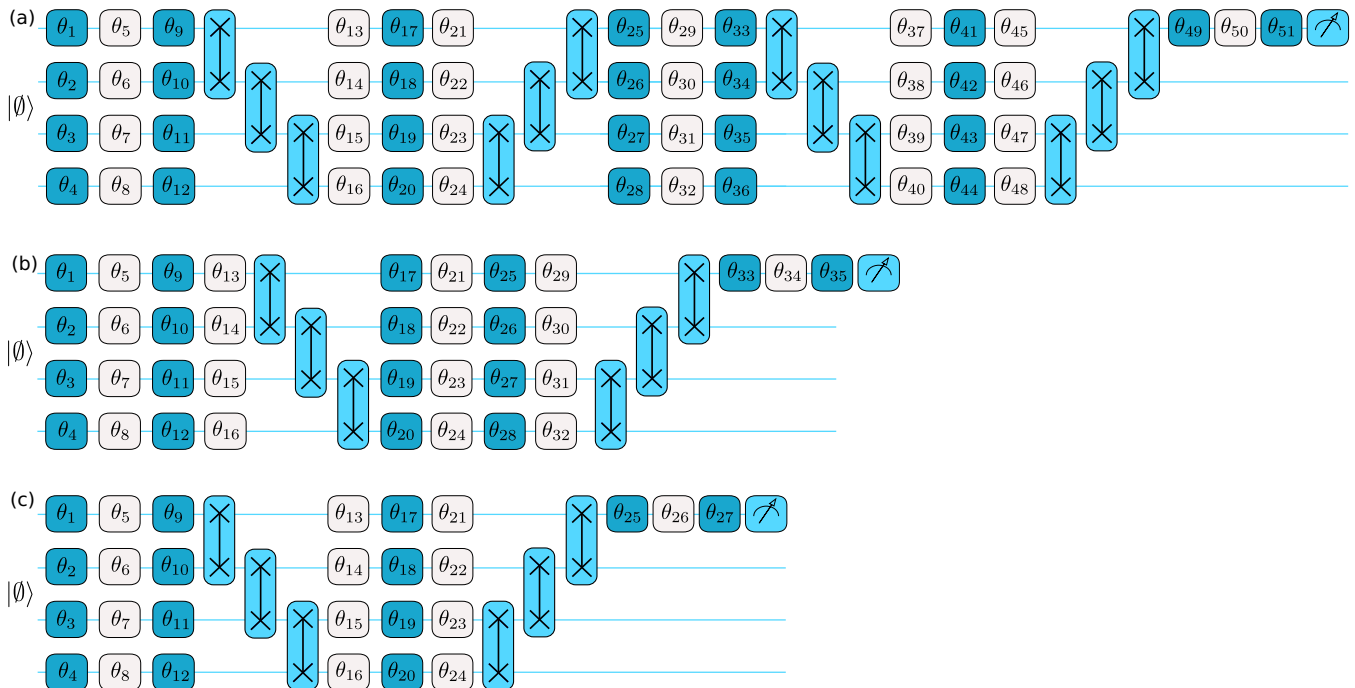 (a) θ₁ θ₅ θ₉ θ₁₃ θ₁₇ θ₂₁ θ₂₅ θ₂₉ θ₃₃ θ₃₇ θ₄₁ θ₄₅ θ₄₉ θ₅₀ θ₅₁
θ₂ θ₆ θ₁₀ θ₁₄ θ₁₈ θ₂₂ θ₂₆ θ₃₀ θ₃₄ θ₃₈ θ₄₂ θ₄₆
|∅⟩
θ₃ θ₇ θ₁₁ θ₁₅ θ₁₉ θ₂₃ θ₂₇ θ₃₁ θ₃₅ θ₃₉ θ₄₃ θ₄₇
θ₄ θ₈ θ₁₂ θ₁₆ θ₂₀ θ₂₄ θ₂₈ θ₃₂ θ₃₆ θ₄₀ θ₄₄ θ₄₈
(b) θ₁ θ₅ θ₉ θ₁₃ θ₁₇ θ₂₁ θ₂₅ θ₂₉ θ₃₃ θ₃₄ θ₃₅
θ₂ θ₆ θ₁₀ θ₁₄ θ₁₈ θ₂₂ θ₂₆ θ₃₀
|∅⟩
θ₃ θ₇ θ₁₁ θ₁₅ θ₁₉ θ₂₃ θ₂₇ θ₃₁
θ₄ θ₈ θ₁₂ θ₁₆ θ₂₀ θ₂₄ θ₂₈ θ₃₂
(c) θ₁ θ₅ θ₉ θ₁₃ θ₁₇ θ₂₁ θ₂₅ θ₂₆ θ₂₇
θ₂ θ₆ θ₁₀ θ₁₄ θ₁₈ θ₂₂
|∅⟩
θ₃ θ₇ θ₁₁ θ₁₅ θ₁₉ θ₂₃
θ₄ θ₈ θ₁₂ θ₁₆ θ₂₀ θ₂₄